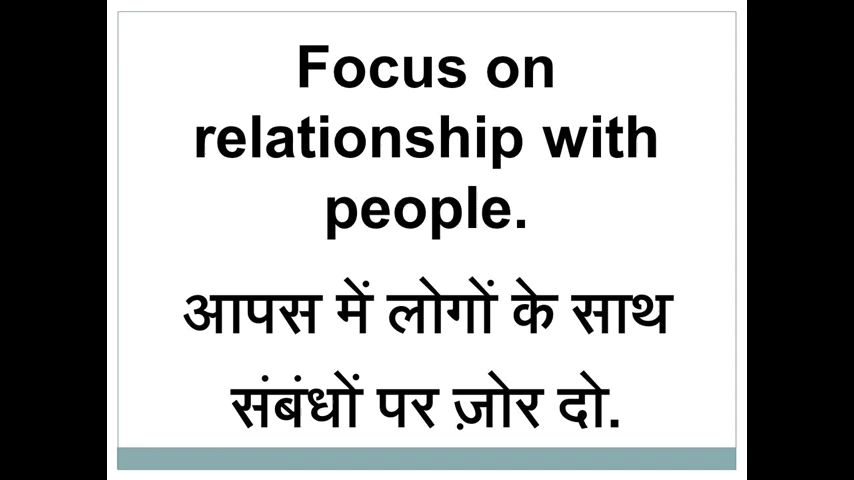 Focus on
relationship with
people.
आपस में लोगों के साथ
संबंधों पर ज़ोर दो.